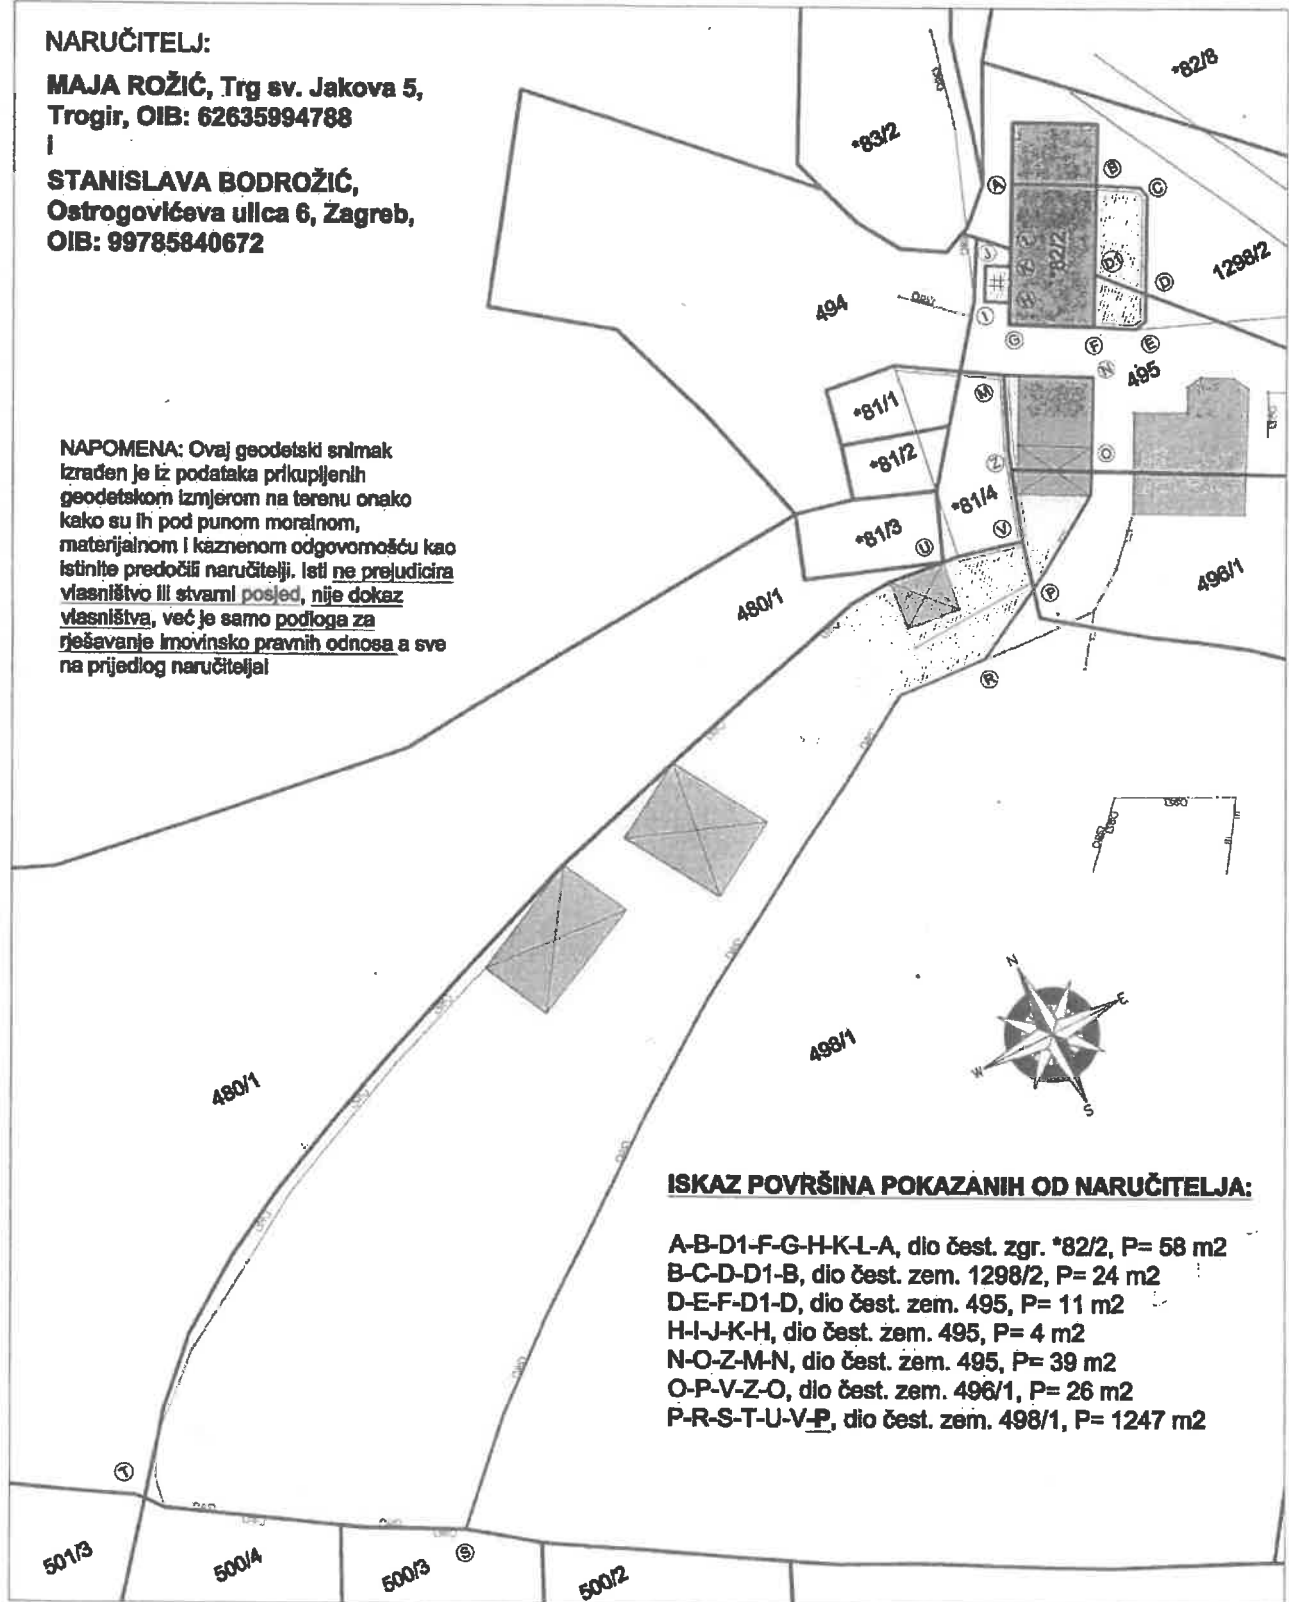 NARUČITELJ:
MAJA ROŽIĆ, Trg sv. Jakova 5,
Trogir, OIB: 62635994788
i
STANISLAVA BODROŽIĆ,
Ostrogovićeva ulica 6, Zagreb,
OIB: 99785840672
NAPOMENA: Ovaj geodetski snimak
izrađen je iz podataka prikupljenih
geodetskom izmjerom na terenu onako
kako su ih pod punom moralnom,
materijalnom i kaznenom odgovornošću kao
istinite predočili naručitelji. Isti ne prejudicira
vlasništvo ili stvarni posjed, nije dokaz
vlasništva, već je samo podloga za
rješavanje imovinsko pravnih odnosa a sve
na prijedlog naručitelja!
*82/8
*83/2
A
B
C
*82/2
1298/2
D1
D
J
K
H
I
494
G
F
E
N
495
*81/1
M
*81/2
Z
O
*81/4
*81/3
U
V
496/1
480/1
P
R
N
E
W
S
498/1
480/1
ISKAZ POVRŠINA POKAZANIH OD NARUČITELJA:
A-B-D1-F-G-H-K-L-A, dio čest. zgr. *82/2, P= 58 m2
B-C-D-D1-B, dio čest. zem. 1298/2, P= 24 m2
D-E-F-D1-D, dio čest. zem. 495, P= 11 m2
H-I-J-K-H, dio čest. zem. 495, P= 4 m2
N-O-Z-M-N, dio čest. zem. 495, P= 39 m2
O-P-V-Z-O, dio čest. zem. 496/1, P= 26 m2
P-R-S-T-U-V-P, dio čest. zem. 498/1, P= 1247 m2
T
S
501/3
500/4
500/3
500/2